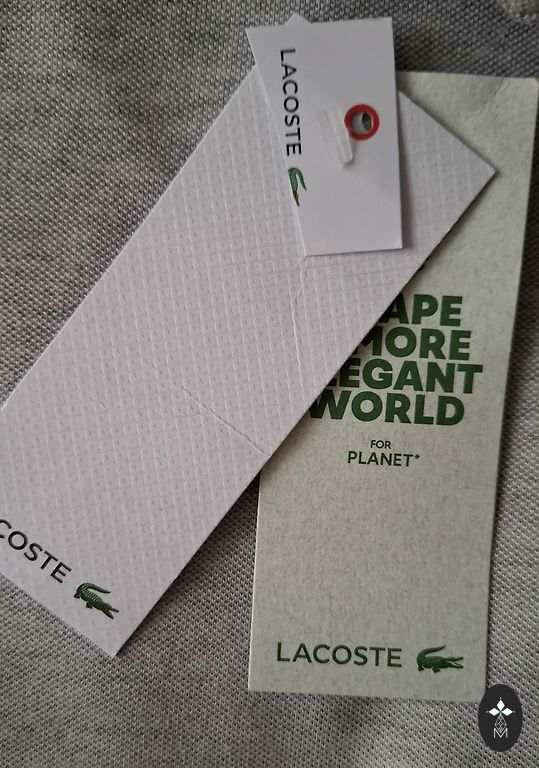 LACOSTE
APE
MORE
EGANT
WORLD
FOR
PLANET*
COSTE
LACOSTE